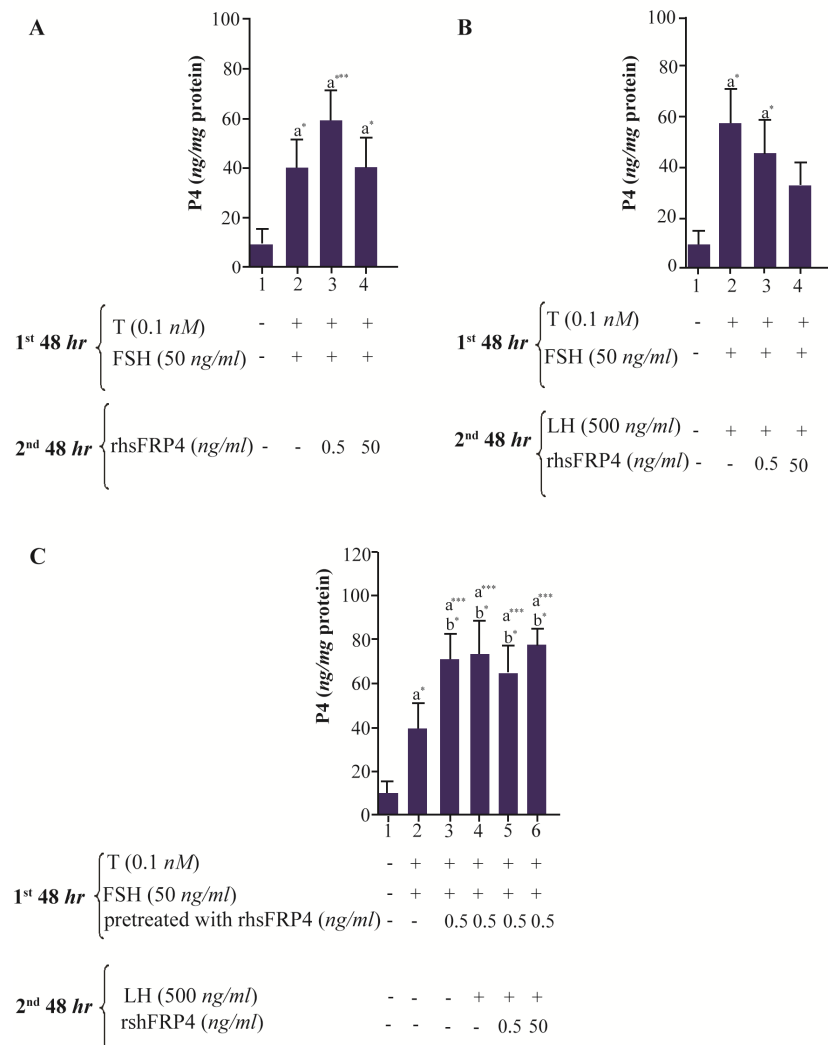 A
P4 (ng/mg protein)
100
80
60
40
20
0
a* a*** a*
1 2 3 4
1st 48 hr
T (0.1 nM) - + + +
FSH (50 ng/ml) - + + +
2nd 48 hr
rhsFRP4 (ng/ml) - - 0.5 50
B
P4 (ng/mg protein)
100
80
60
40
20
0
a* a*
1 2 3 4
1st 48 hr
T (0.1 nM) - + + +
FSH (50 ng/ml) - + + +
2nd 48 hr
LH (500 ng/ml) - + + +
rhsFRP4 (ng/ml) - - 0.5 50
C
P4 (ng/mg protein)
120
100
80
60
40
20
0
a*** a*** a*** a***
a* b* b* b* b*
1 2 3 4 5 6
1st 48 hr
T (0.1 nM) - + + + + +
FSH (50 ng/ml) - + + + + +
pretreated with rhsFRP4 (ng/ml) - - 0.5 0.5 0.5 0.5
2nd 48 hr
LH (500 ng/ml) - - - + + +
rshFRP4 (ng/ml) - - - - 0.5 50